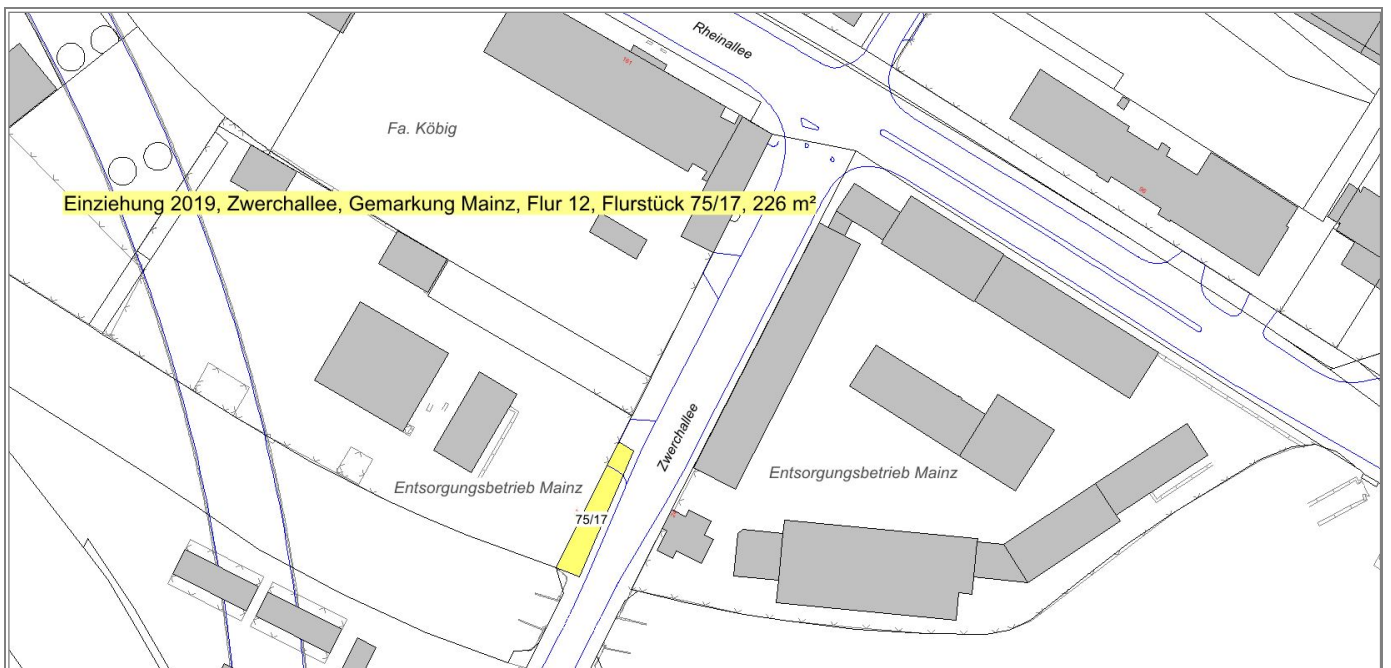 Rheinallee
191
Fa. Köbig
Einziehung 2019, Zwerchallee, Gemarkung Mainz, Flur 12, Flurstück 75/17, 226 m²
Zwerchallee
Entsorgungsbetrieb Mainz
Entsorgungsbetrieb Mainz
75/17